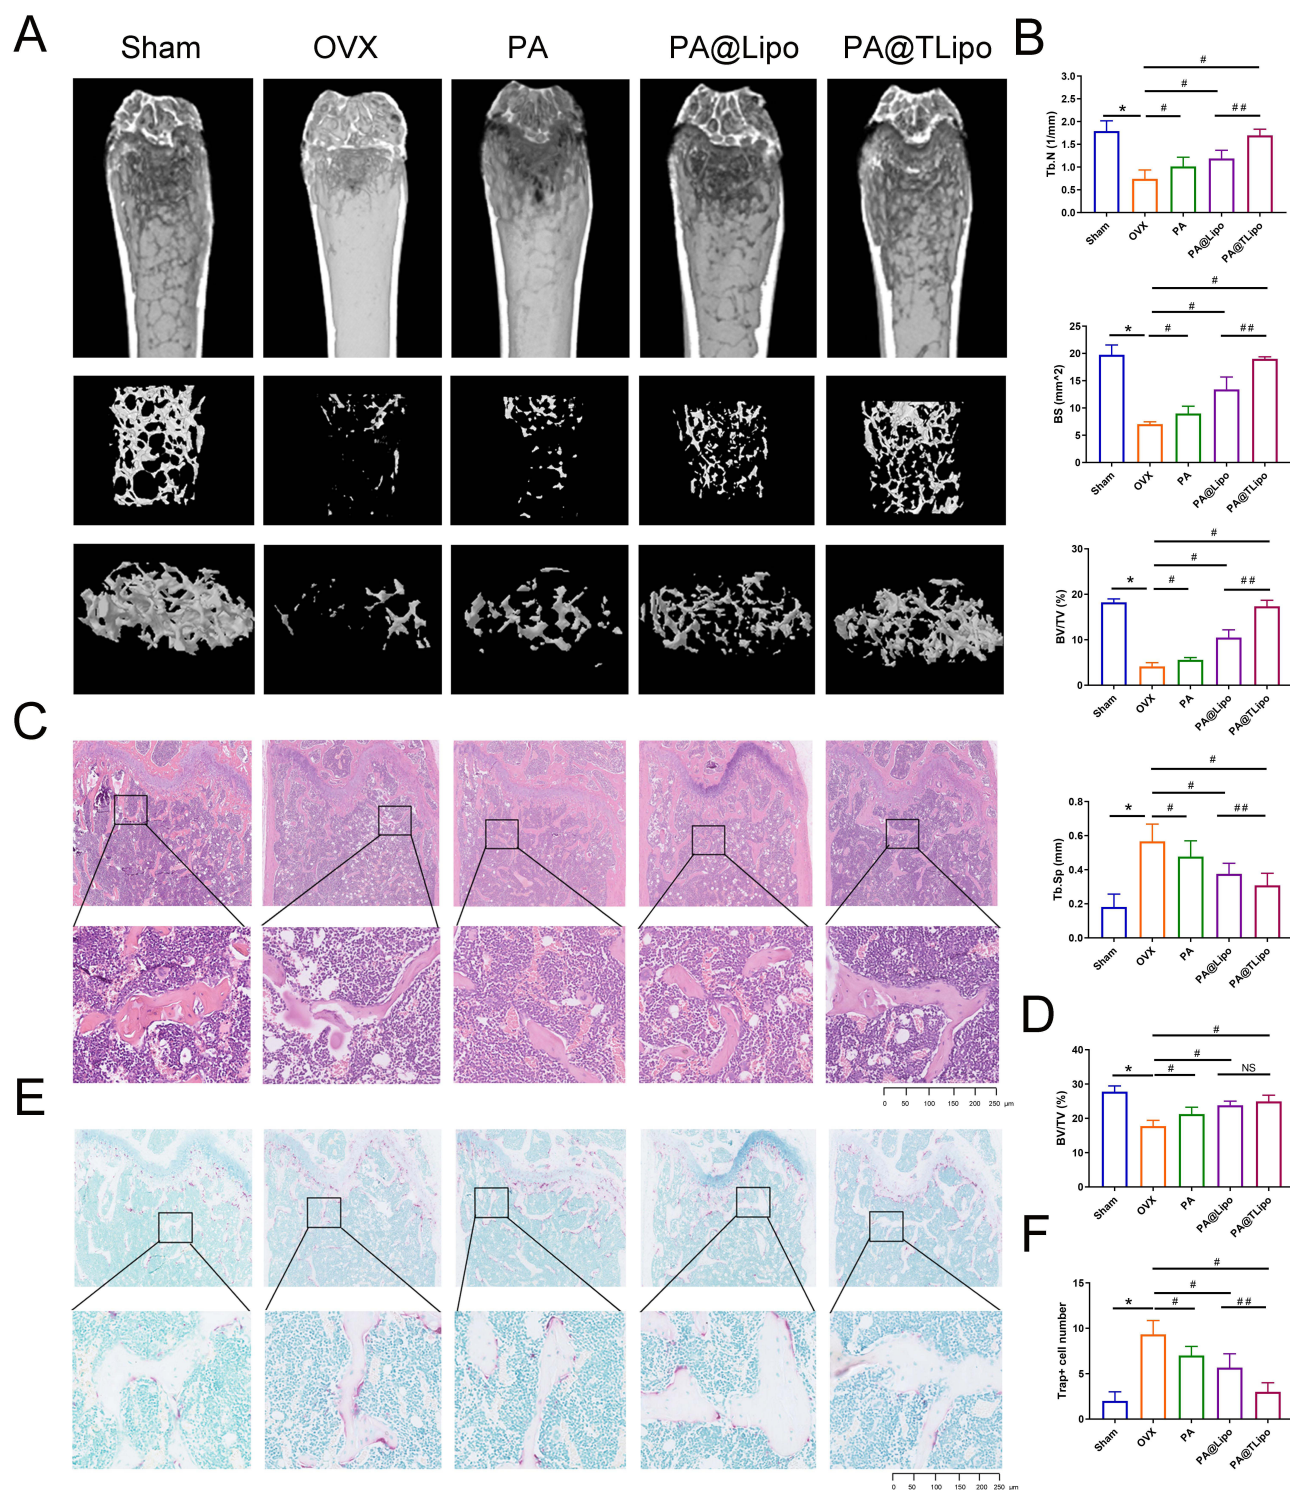 A
Sham OVX PA PA@Lipo PA@TLipo
B
#
#
* # ##
Tb.N (1/mm)
3.0
2.5
2.0
1.5
1.0
0.5
0.0
Sham OVX PA PA@Lipo PA@TLipo
#
#
* # ##
BS (mm^2)
25
20
15
10
5
0
Sham OVX PA PA@Lipo PA@TLipo
#
#
* # ##
BV/TV (%)
30
20
10
0
Sham OVX PA PA@Lipo PA@TLipo
#
#
* # ##
Tb.Sp (mm)
0.8
0.6
0.4
0.2
0.0
Sham OVX PA PA@Lipo PA@TLipo
C
0 50 100 150 200 250 μm
D
#
#
* # NS
BV/TV (%)
40
30
20
10
0
Sham OVX PA PA@Lipo PA@TLipo
E
0 50 100 150 200 250 μm
F
#
#
* # ##
Trap+ cell number
15
10
5
0
Sham OVX PA PA@Lipo PA@TLipo